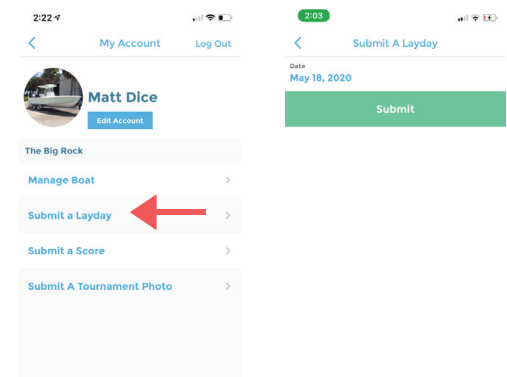 2:22
My Account
Log Out
Matt Dice
Edit Account
The Big Rock
Manage Boat
Submit a Layday
Submit a Score
Submit A Tournament Photo
2:03
Submit A Layday
Date
May 18, 2020
Submit